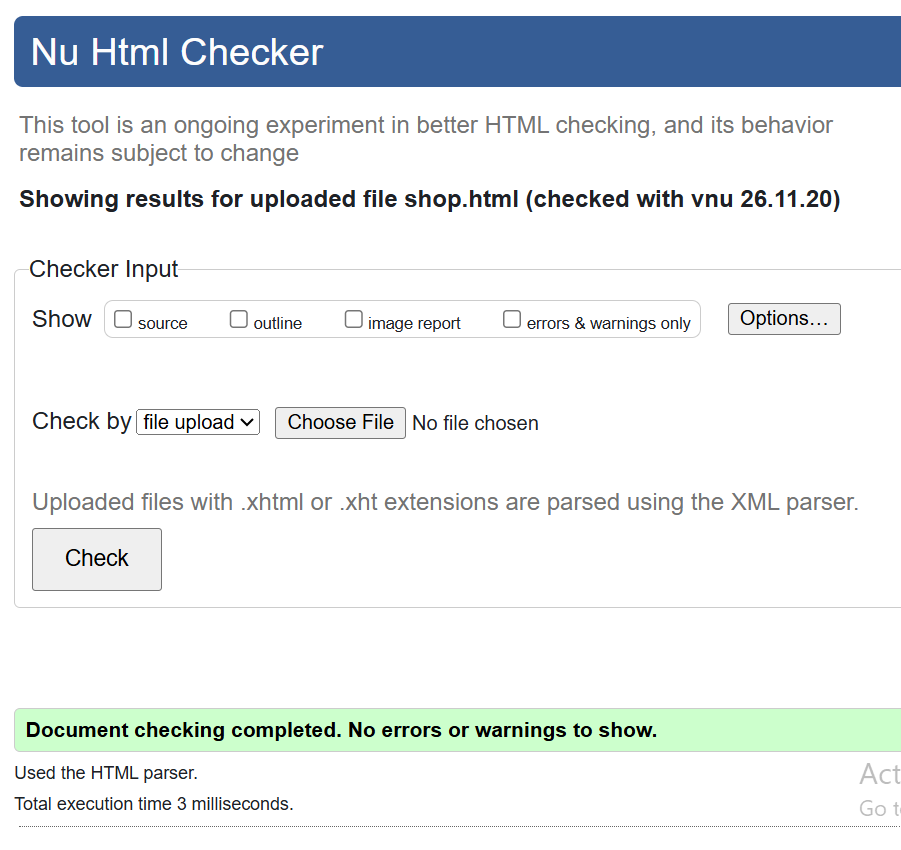 Nu Html Checker
This tool is an ongoing experiment in better HTML checking, and its behavior
remains subject to change
Showing results for uploaded file shop.html (checked with vnu 26.11.20)
Checker Input
Show source outline image report errors & warnings only Options...
Check by file upload Choose File No file chosen
Uploaded files with .xhtml or .xht extensions are parsed using the XML parser.
Check
Document checking completed. No errors or warnings to show.
Used the HTML parser.
Act
Total execution time 3 milliseconds.
Go